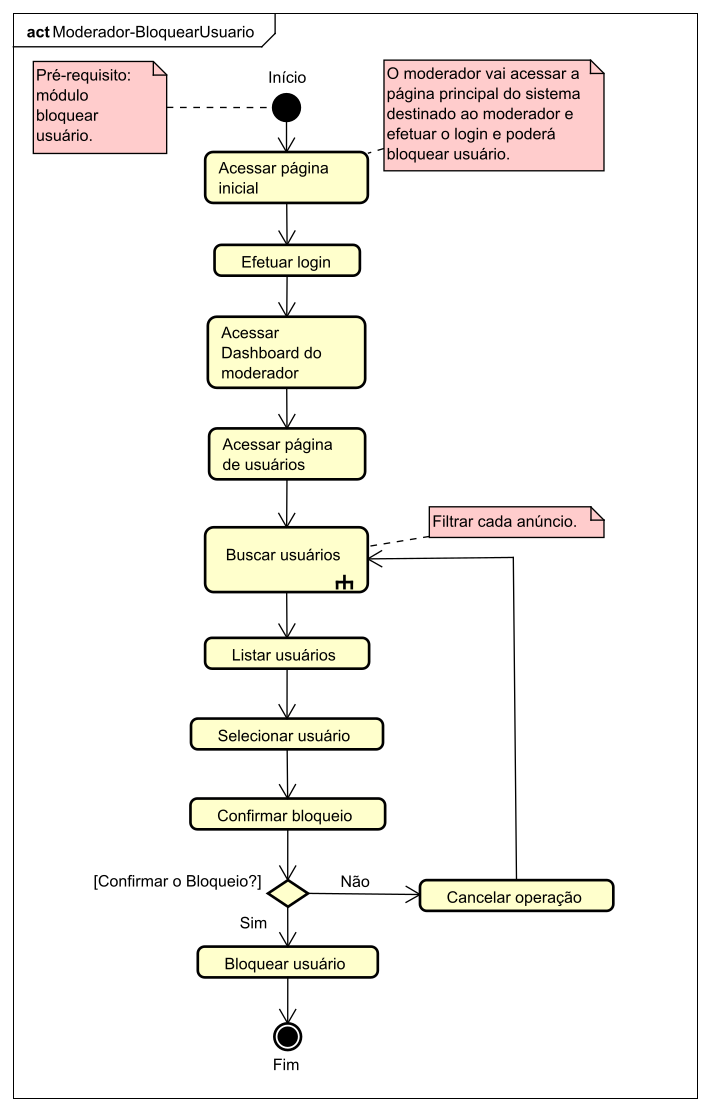 act Moderador-BloquearUsuario
Pré-requisito:
módulo
bloquear
usuário.
Início
O moderador vai acessar a
página principal do sistema
destinado ao moderador e
efetuar o login e poderá
bloquear usuário.
Acessar página
inicial
Efetuar login
Acessar
Dashboard do
moderador
Acessar página
de usuários
Filtrar cada anúncio.
Buscar usuários
Listar usuários
Selecionar usuário
Confirmar bloqueio
[Confirmar o Bloqueio?]
Não
Cancelar operação
Sim
Bloquear usuário
Fim